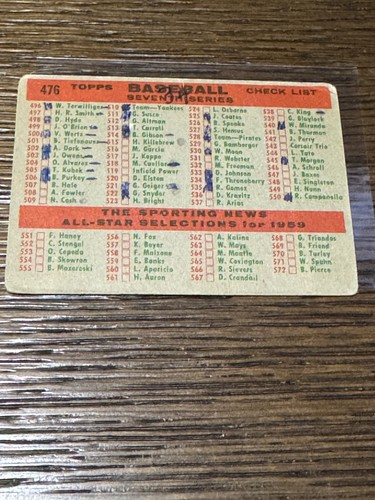 476 TOPPS BASEBALL CHECK LIST
SEVENTH SERIES
496 W. Terwilliger
497 H. R. Smith
498 D. Hyde
499 J. O'Brien
500 V. Wertz
501 B. Tiefenauer
502 A. Dark
503 J. Owens
504 O. Alvarez
505 T. Kubek
506 B. Purkey
507 B. Hale
508 A. Fowler
509 N. Cash
510 Team-Yankees
511 G. Susce
512 G. Altman
513 T. Carroll
514 B. Gibson
515 H. Killebrew
516 M. Garcia
517 J. Koppe
518 M. Cuellar
519 Infield Power
520 D. Elston
521 G. Geiger
522 G. Snyder
523 H. Bright
524 L. Osborne
525 J. Coates
526 B. Speake
527 S. Hemus
528 Team-Pirates
529 G. Bamberger
530 W. Moon
531 R. Webster
532 M. Freeman
533 D. Johnson
534 F. Throneberry
535 R. Gomez
536 D. Kravitz
537 R. Arias
538 C. King
539 G. Blaylock
540 W. Miranda
541 B. Thurman
542 J. Perry
543 Corsair Trio
544 L. Tate
545 T. Morgan
546 A. Schroll
547 J. Baxes
548 E. Singleton
549 H. Nunn
550 R. Campanella
THE SPORTING NEWS
ALL-STAR SELECTIONS for 1959
551 F. Haney
552 C. Stengel
553 O. Cepeda
554 B. Skowron
555 B. Mazeroski
556 N. Fox
557 K. Boyer
558 F. Malzone
559 E. Banks
560 L. Aparicio
561 H. Aaron
562 A. Kaline
563 W. Mays
564 M. Mantle
565 W. Covington
566 R. Sievers
567 D. Crandall
568 G. Triandos
569 B. Friend
570 B. Turley
571 W. Spahn
572 B. Pierce